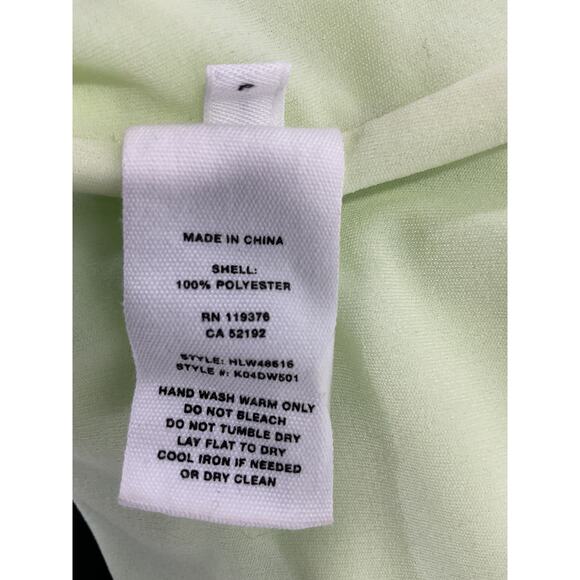 MADE IN CHINA
SHELL:
100% POLYESTER
RN 119376
CA 52192
STYLE: HLW48516
STYLE #: K04DW501
HAND WASH WARM ONLY
DO NOT BLEACH
DO NOT TUMBLE DRY
LAY FLAT TO DRY
COOL IRON IF NEEDED
OR DRY CLEAN